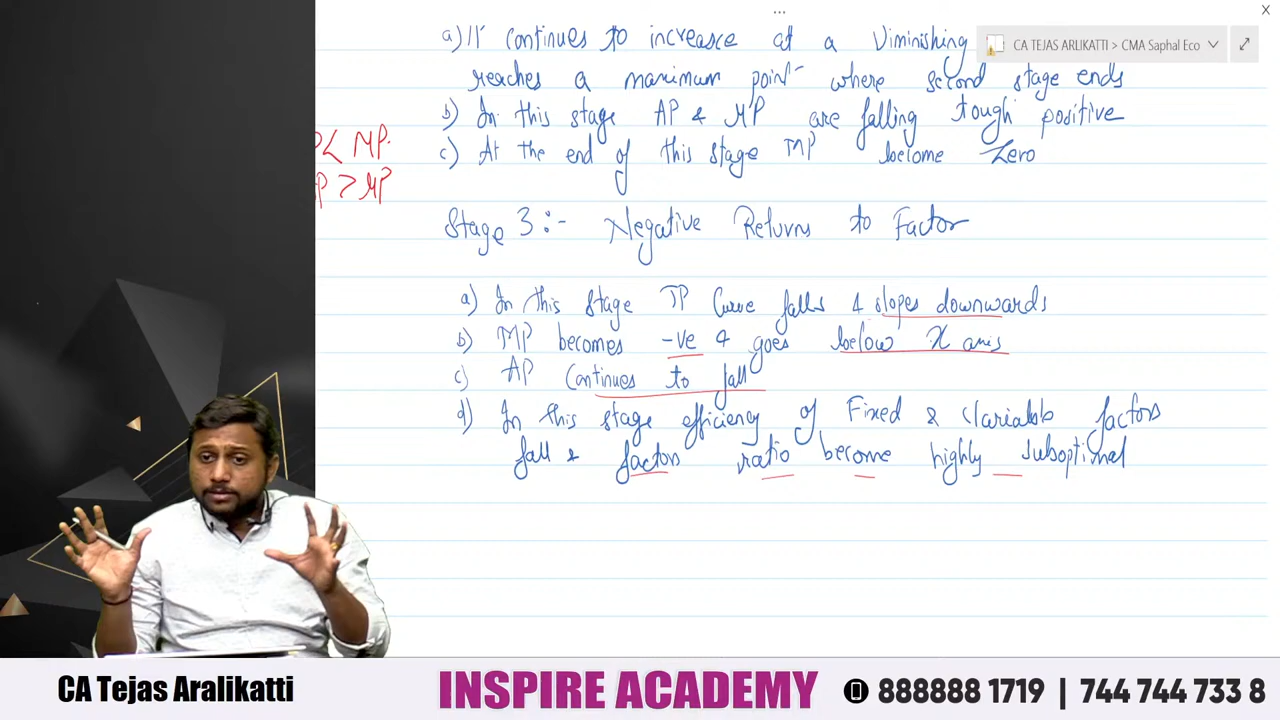 CA TEJAS ARLIKATTI > CMA Saphal Eco
a) It continues to increase at a Diminishing
reaches a maximum point where second stage ends
b) In this stage AP & MP are falling tough positive
c) At the end of this stage MP become Zero
P < MP.
P > MP
Stage 3:- Negative Returns to Factor
a) In this stage TP Curve falls & slopes downwards
b) MP becomes -ve & goes below X axis
c) AP Continues to fall
d) In this stage efficiency of Fixed & Variable factors
fall & factors ratio become highly suboptimal
CA Tejas Aralikatti
INSPIRE ACADEMY
888888 1719 | 744 744 733 8